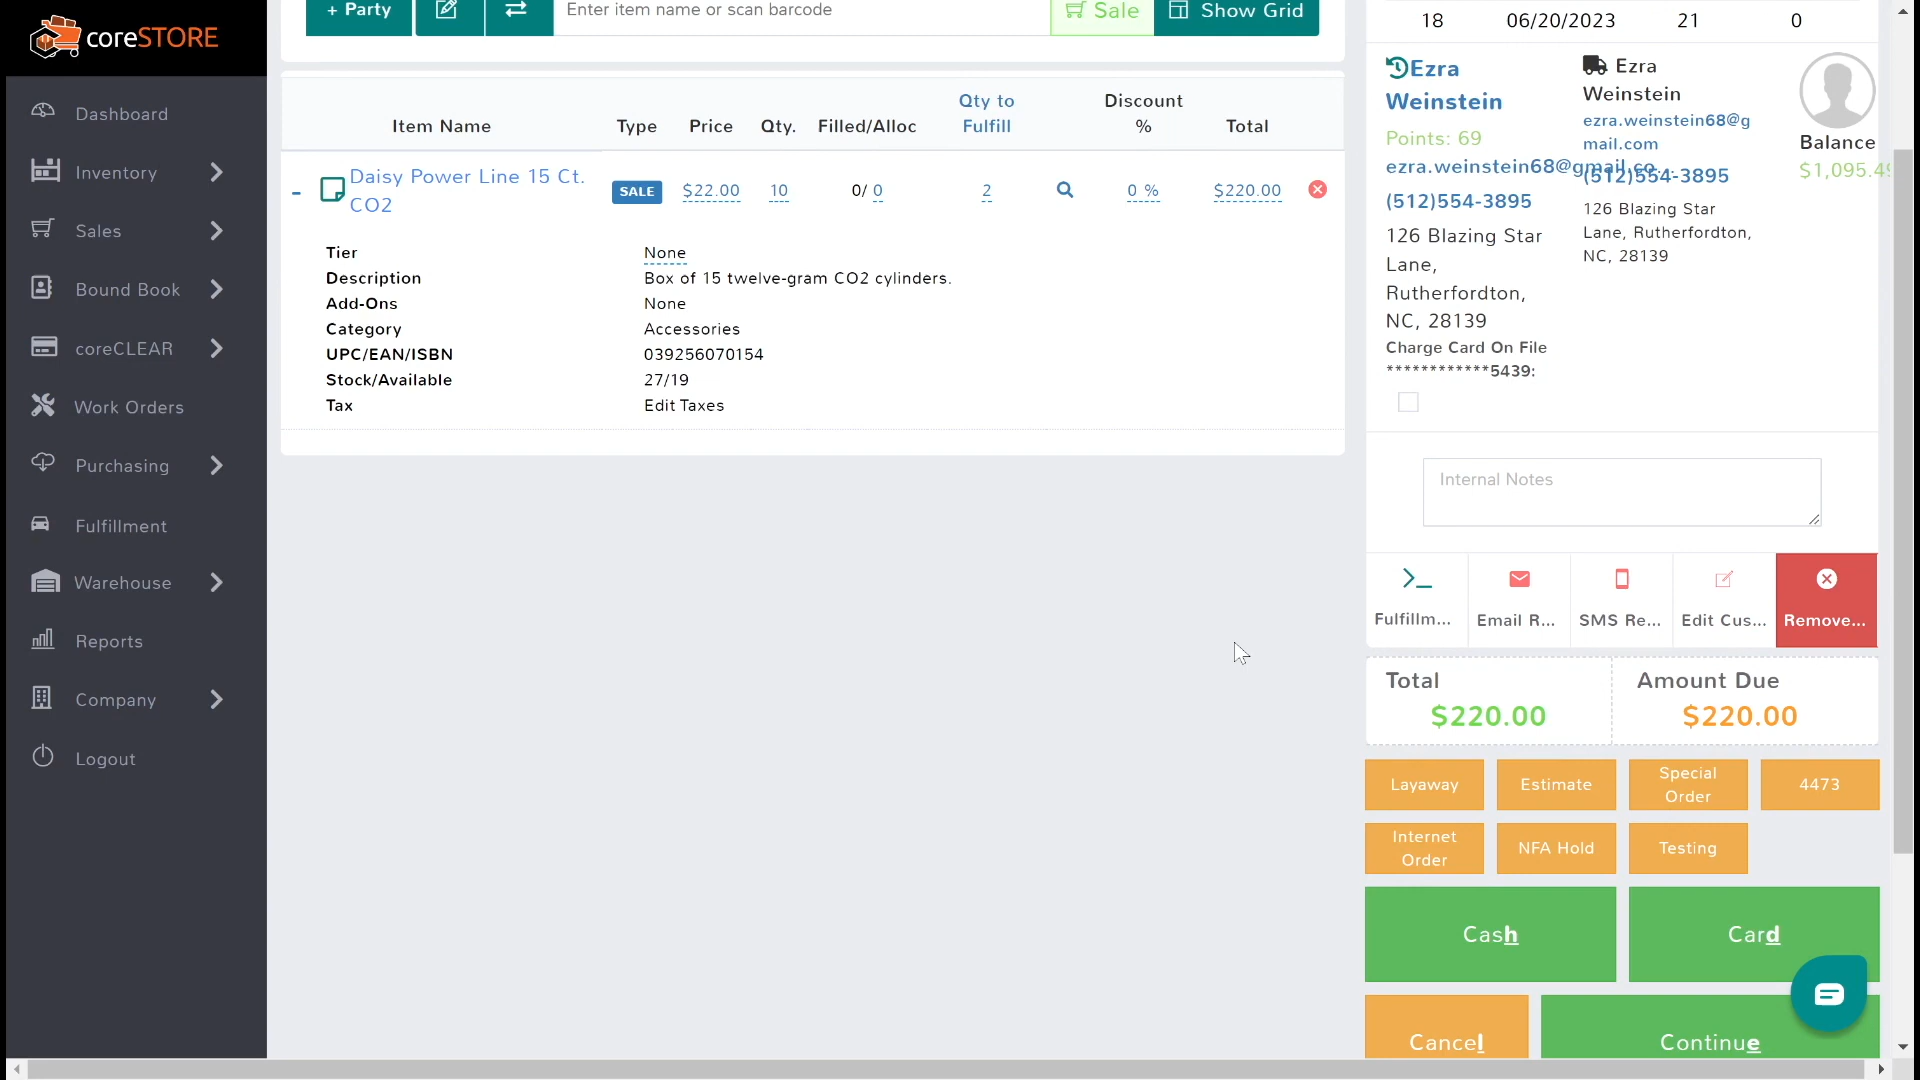 coreSTORE
Dashboard
Inventory
Sales
Bound Book
coreCLEAR
Work Orders
Purchasing
Fulfillment
Warehouse
Reports
Company
Logout
+ Party
Enter item name or scan barcode
Sale
Show Grid
Item Name
Type
Price
Qty.
Filled/Alloc
Qty to
Fulfill
Discount
%
Total
-
Daisy Power Line 15 Ct.
CO2
SALE
$22.00
10
0/ 0
2
0 %
$220.00
Tier
None
Description
Box of 15 twelve-gram CO2 cylinders.
Add-Ons
None
Category
Accessories
UPC/EAN/ISBN
039256070154
Stock/Available
27/19
Tax
Edit Taxes
18
06/20/2023
21
0
Ezra
Weinstein
Points: 69
ezra.weinstein68@gmail.co...
(512)554-3895
126 Blazing Star
Lane,
Rutherfordton,
NC, 28139
Charge Card On File
************5439:
Ezra
Weinstein
ezra.weinstein68@g
mail.com
(512)554-3895
126 Blazing Star
Lane, Rutherfordton,
NC, 28139
Balance
$1,095.4
Internal Notes
Fulfillm...
Email R...
SMS Re...
Edit Cus...
Remove...
Total
$220.00
Amount Due
$220.00
Layaway
Estimate
Special
Order
4473
Internet
Order
NFA Hold
Testing
Cash
Card
Cancel
Continue